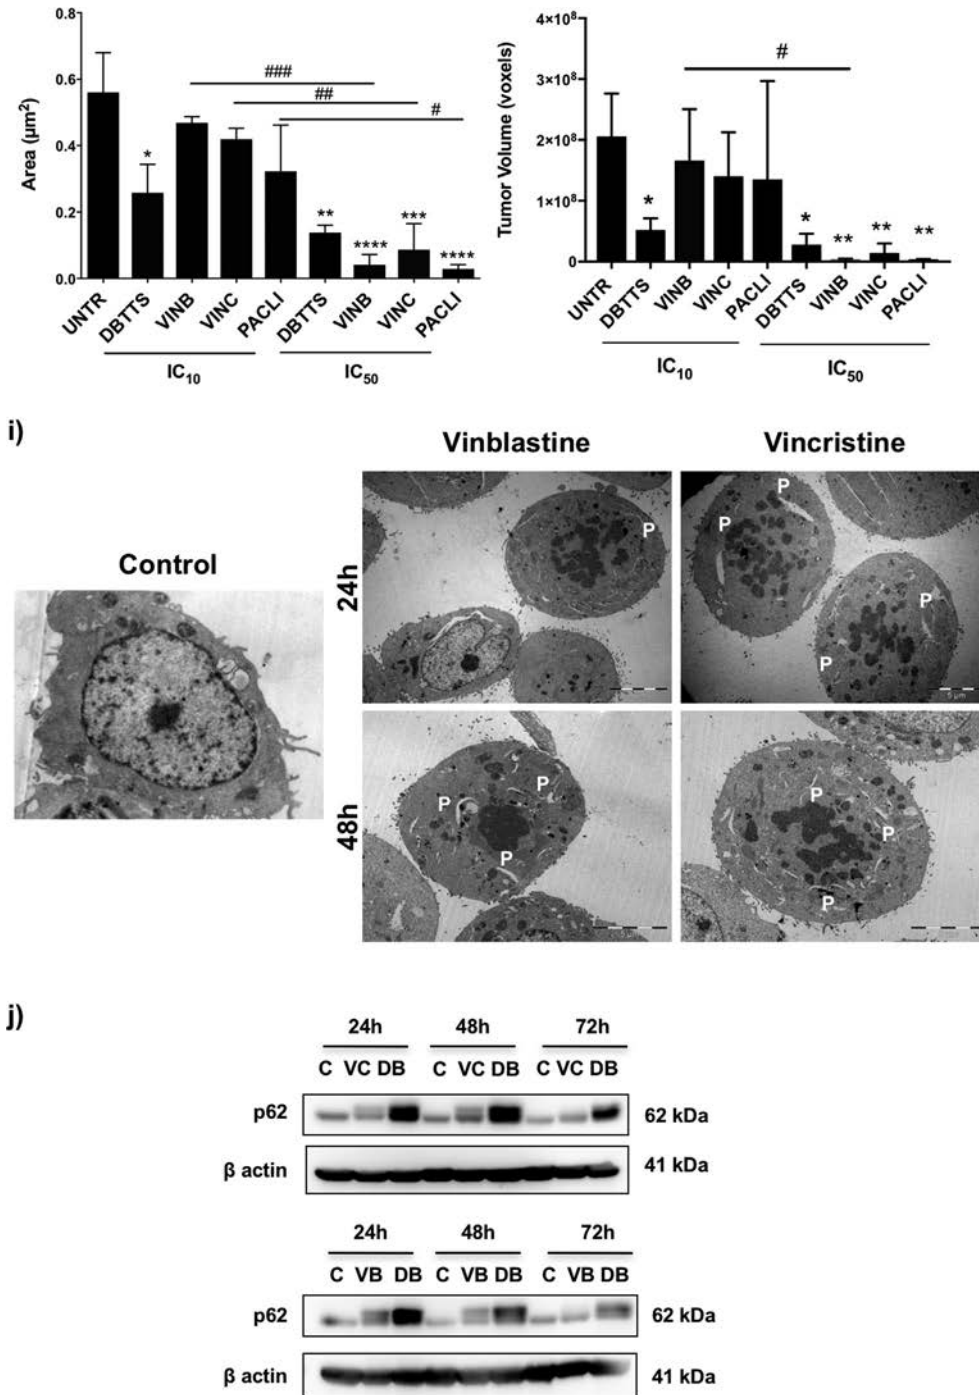 0.8
0.6
0.4
0.2
0.0
Area (µm²)
###
##
#
*
**
****
***
****
UNTR
DBTTS
VINB
VINC
PACLI
DBTTS
VINB
VINC
PACLI
IC₁₀
IC₅₀
4×10⁸
3×10⁸
2×10⁸
1×10⁸
0
Tumor Volume (voxels)
#
*
*
**
**
**
UNTR
DBTTS
VINB
VINC
PACLI
DBTTS
VINB
VINC
PACLI
IC₁₀
IC₅₀
i)
Vinblastine
Vincristine
Control
24h
P
P
P
P
P
5 µm
48h
P
P
P
P
P
P
j)
24h 48h 72h
C VC DB C VC DB C VC DB
p62 62 kDa
β actin 41 kDa
24h 48h 72h
C VB DB C VB DB C VB DB
p62 62 kDa
β actin 41 kDa